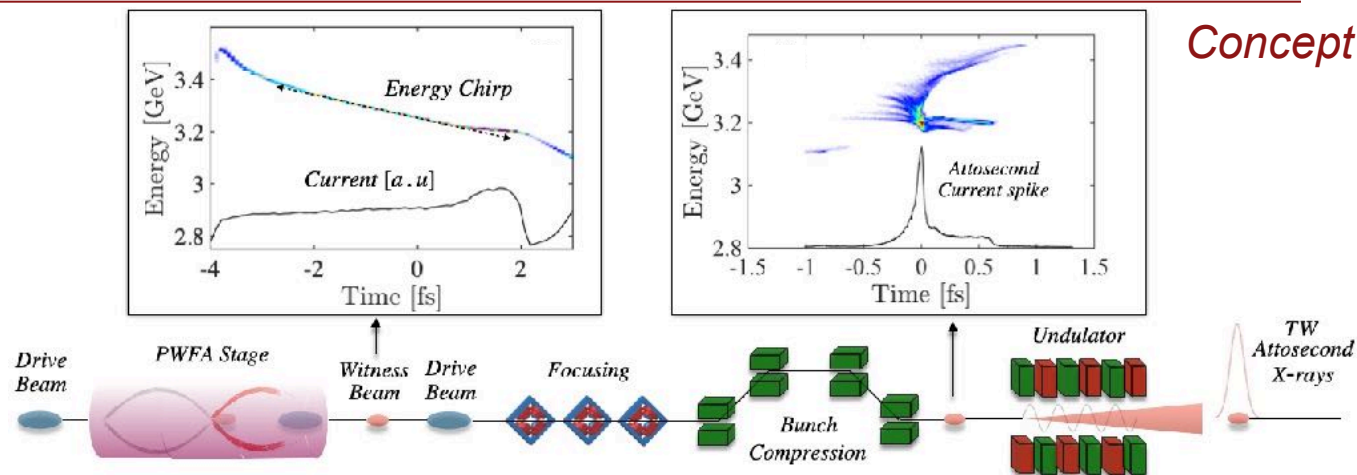 Concept
Energy [GeV]
3.4
3.2
3
2.8
Energy Chirp
Current [a.u]
-4
-2
0
2
Time [fs]
Energy [GeV]
3.4
3.2
3
2.8
Attosecond
Current spike
-1.5
-1
-0.5
0
0.5
1
1.5
Time [fs]
Drive
Beam
PWFA Stage
Witness
Beam
Drive
Beam
Focusing
Bunch
Compression
Undulator
TW
Attosecond
X-rays